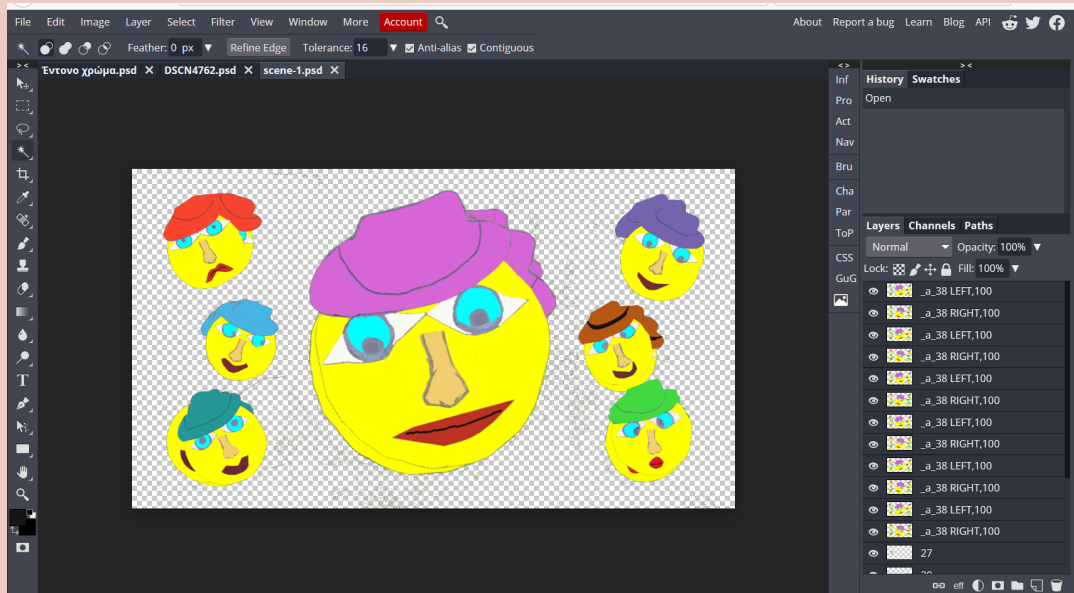 File Edit Image Layer Select Filter View Window More Account About Report a bug Learn Blog API
Feather: 0 px Refine Edge Tolerance: 16 Anti-alias Contiguous
> <
Έντονο χρώμα.psd DSCN4762.psd scene-1.psd
< >
Inf
Pro
Act
Nav
Bru
Cha
Par
ToP
CSS
GuG
> <
History Swatches
Open
Layers Channels Paths
Normal Opacity: 100%
Lock: Fill: 100%
_a_38 LEFT,100
_a_38 RIGHT,100
_a_38 LEFT,100
_a_38 RIGHT,100
_a_38 LEFT,100
_a_38 RIGHT,100
_a_38 LEFT,100
_a_38 RIGHT,100
_a_38 LEFT,100
_a_38 RIGHT,100
_a_38 LEFT,100
_a_38 RIGHT,100
27
eff